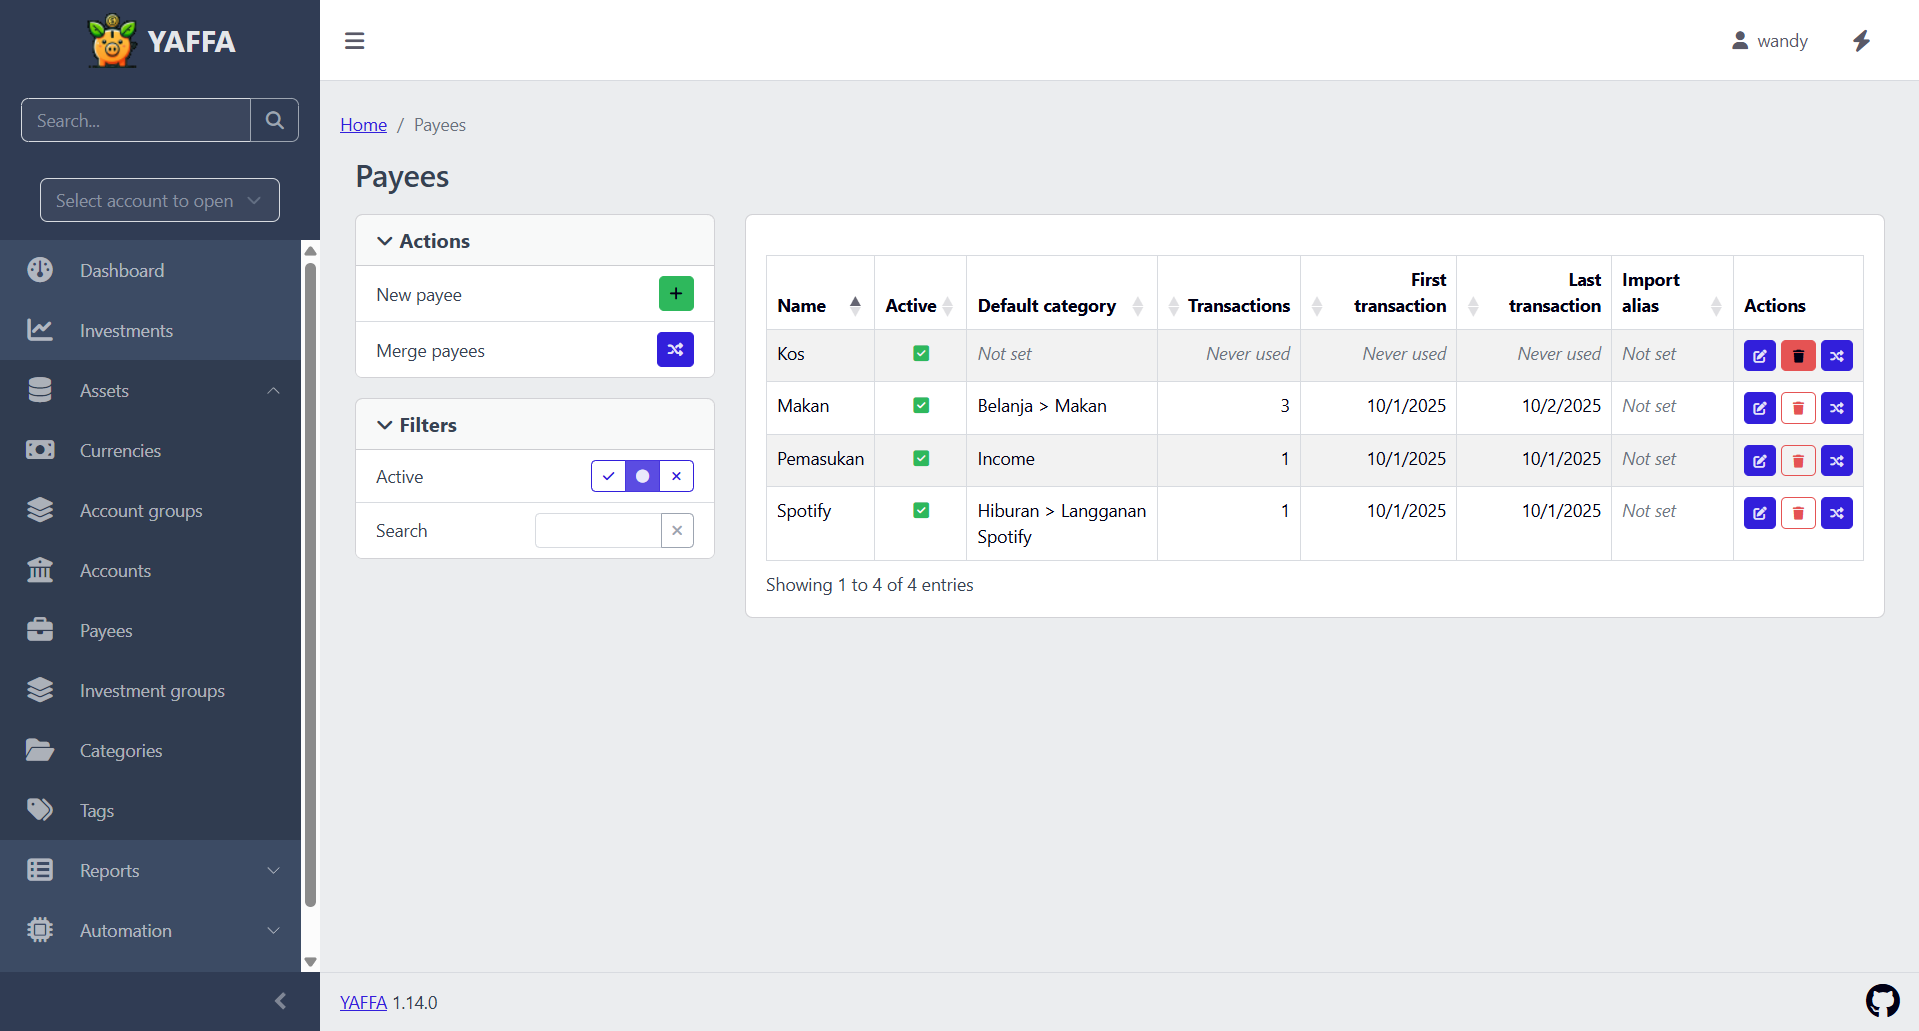 YAFFA
wandy
Search...
Select account to open
Dashboard
Investments
Assets
Currencies
Account groups
Accounts
Payees
Investment groups
Categories
Tags
Reports
Automation
Home / Payees
Payees
Actions
New payee
Merge payees
Filters
Active
Search
Name Active Default category Transactions First transaction Last transaction Import alias Actions
Kos Not set Never used Never used Never used Not set
Makan Belanja > Makan 3 10/1/2025 10/2/2025 Not set
Pemasukan Income 1 10/1/2025 10/1/2025 Not set
Spotify Hiburan > Langganan Spotify 1 10/1/2025 10/1/2025 Not set
Showing 1 to 4 of 4 entries
YAFFA 1.14.0